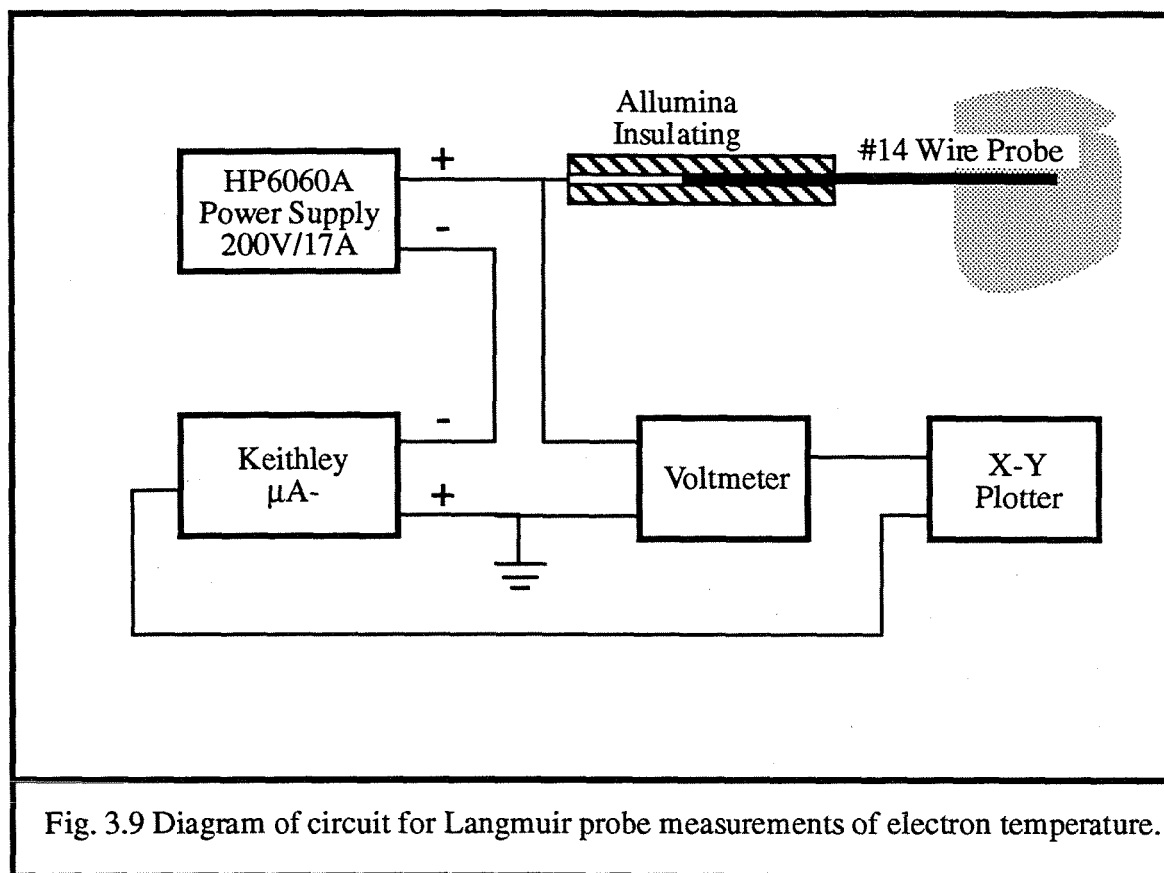 Allumina
Insulating
#14 Wire Probe
+
HP6060A
Power Supply
200V/17A
-
-
Keithley
µA-
+
Voltmeter
X-Y
Plotter
Fig. 3.9 Diagram of circuit for Langmuir probe measurements of electron temperature.